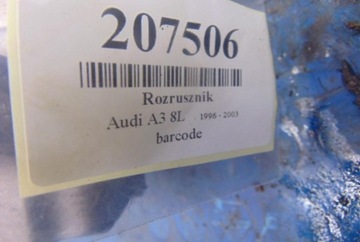 207506
Rozrusznik
Audi A3 8L 1996 - 2003
barcode